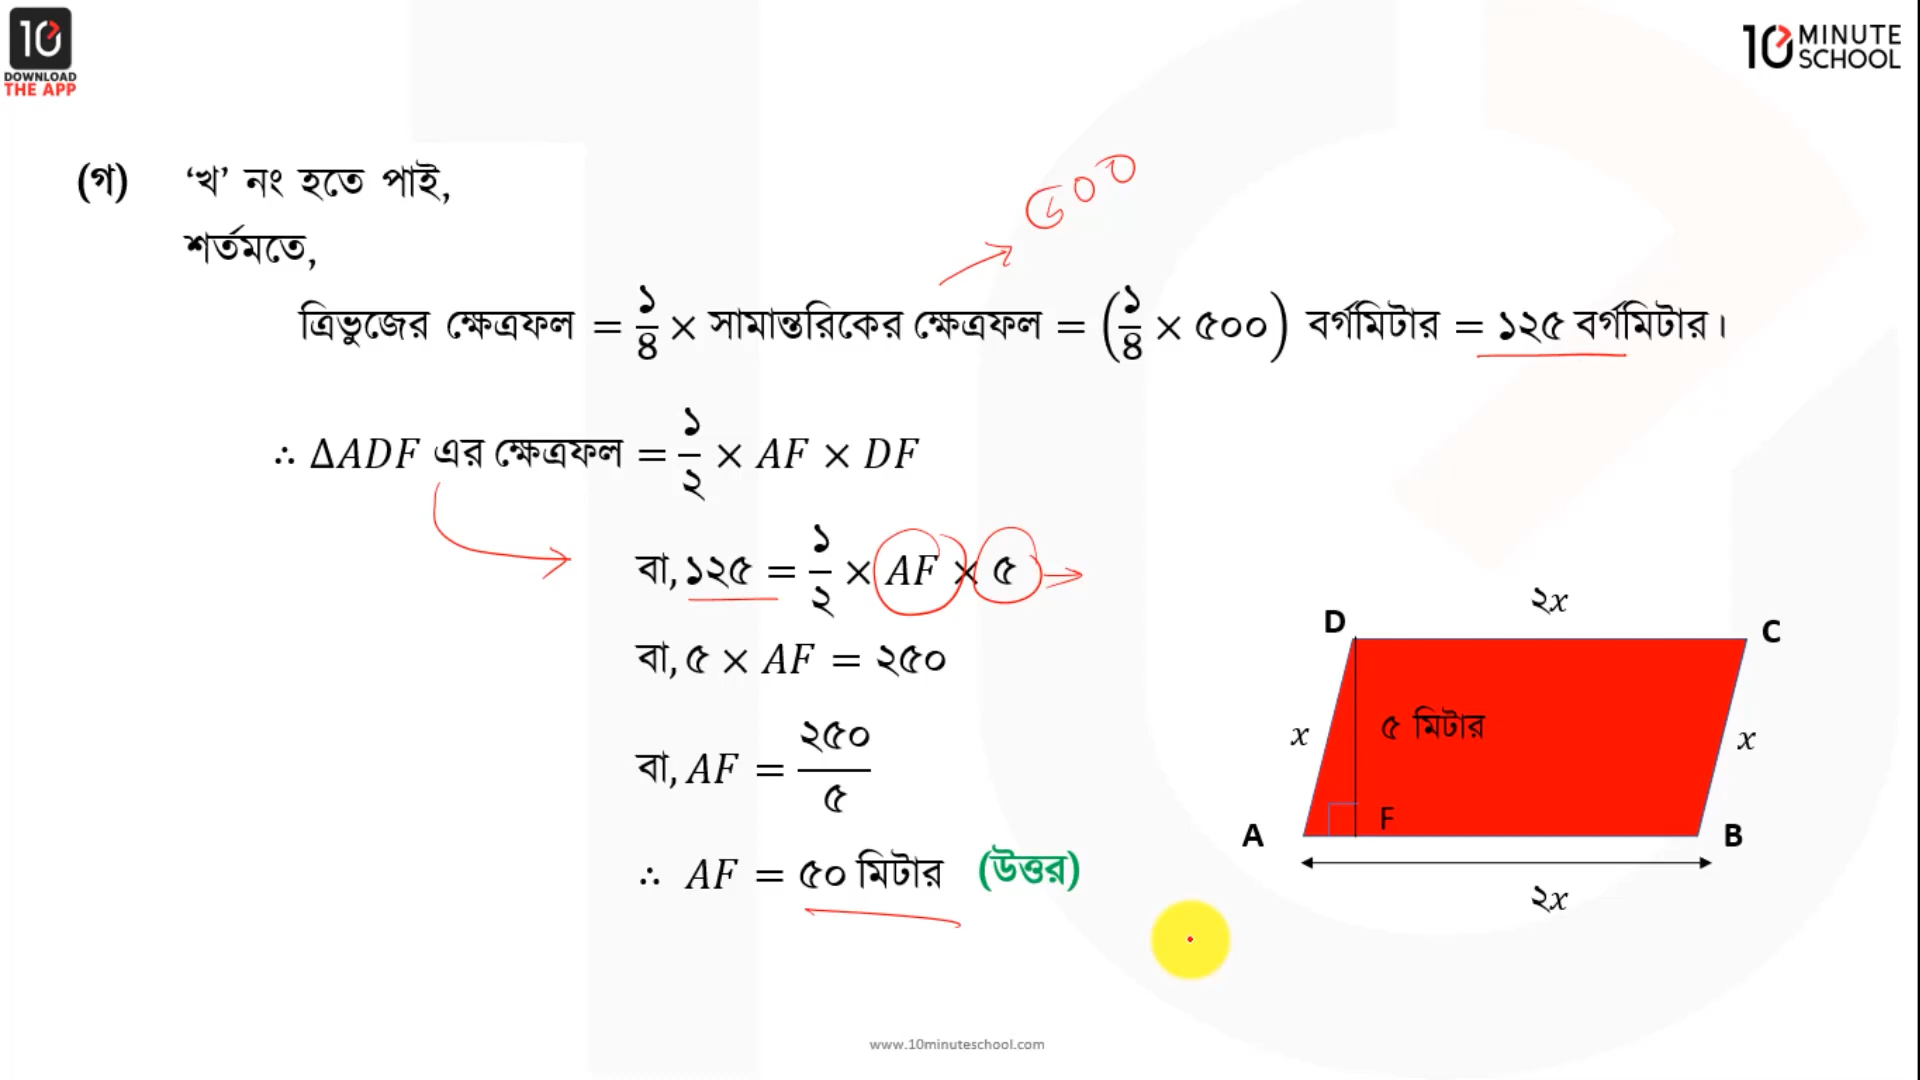 10
DOWNLOAD
THE APP
10 MINUTE
SCHOOL
(গ) ‘খ’ নং হতে পাই,
শর্তমতে,
৫০০
ত্রিভুজের ক্ষেত্রফল = ১/৪ × সামান্তরিকের ক্ষেত্রফল = (১/৪ × ৫০০) বর্গমিটার = ১২৫ বর্গমিটার।
∴ ΔADF এর ক্ষেত্রফল = ১/২ × AF × DF
বা, ১২৫ = ১/২ × AF × ৫
বা, ৫ × AF = ২৫০
বা, AF = ২৫০/৫
∴ AF = ৫০ মিটার (উত্তর)
২x
D
C
x
৫ মিটার
x
F
A
B
২x
www.10minuteschool.com